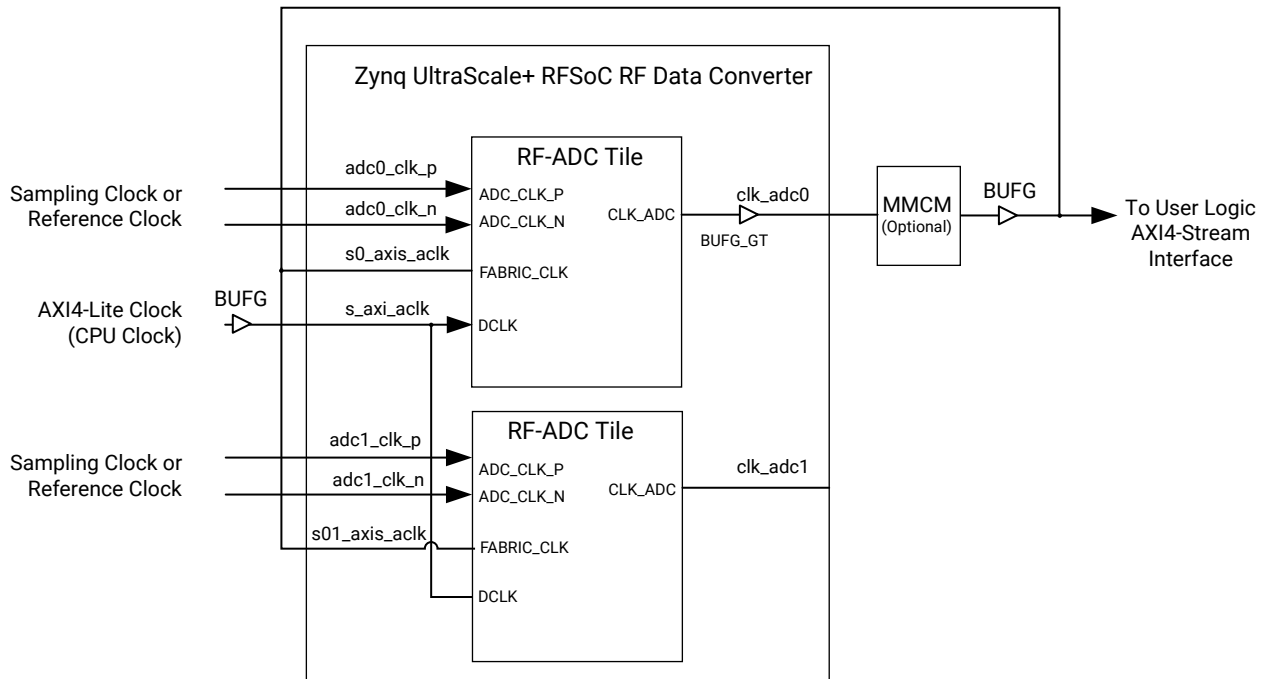 Zynq UltraScale+ RFSoC RF Data Converter
RF-ADC Tile
adc0_clk_p
ADC_CLK_P
Sampling Clock or
Reference Clock
adc0_clk_n
ADC_CLK_N
CLK_ADC
clk_adc0
BUFG_GT
MMCM
(Optional)
BUFG
To User Logic
AXI4-Stream
Interface
s0_axis_aclk
FABRIC_CLK
AXI4-Lite Clock
(CPU Clock)
BUFG
s_axi_aclk
DCLK
RF-ADC Tile
adc1_clk_p
ADC_CLK_P
Sampling Clock or
Reference Clock
adc1_clk_n
ADC_CLK_N
CLK_ADC
clk_adc1
s01_axis_aclk
FABRIC_CLK
DCLK